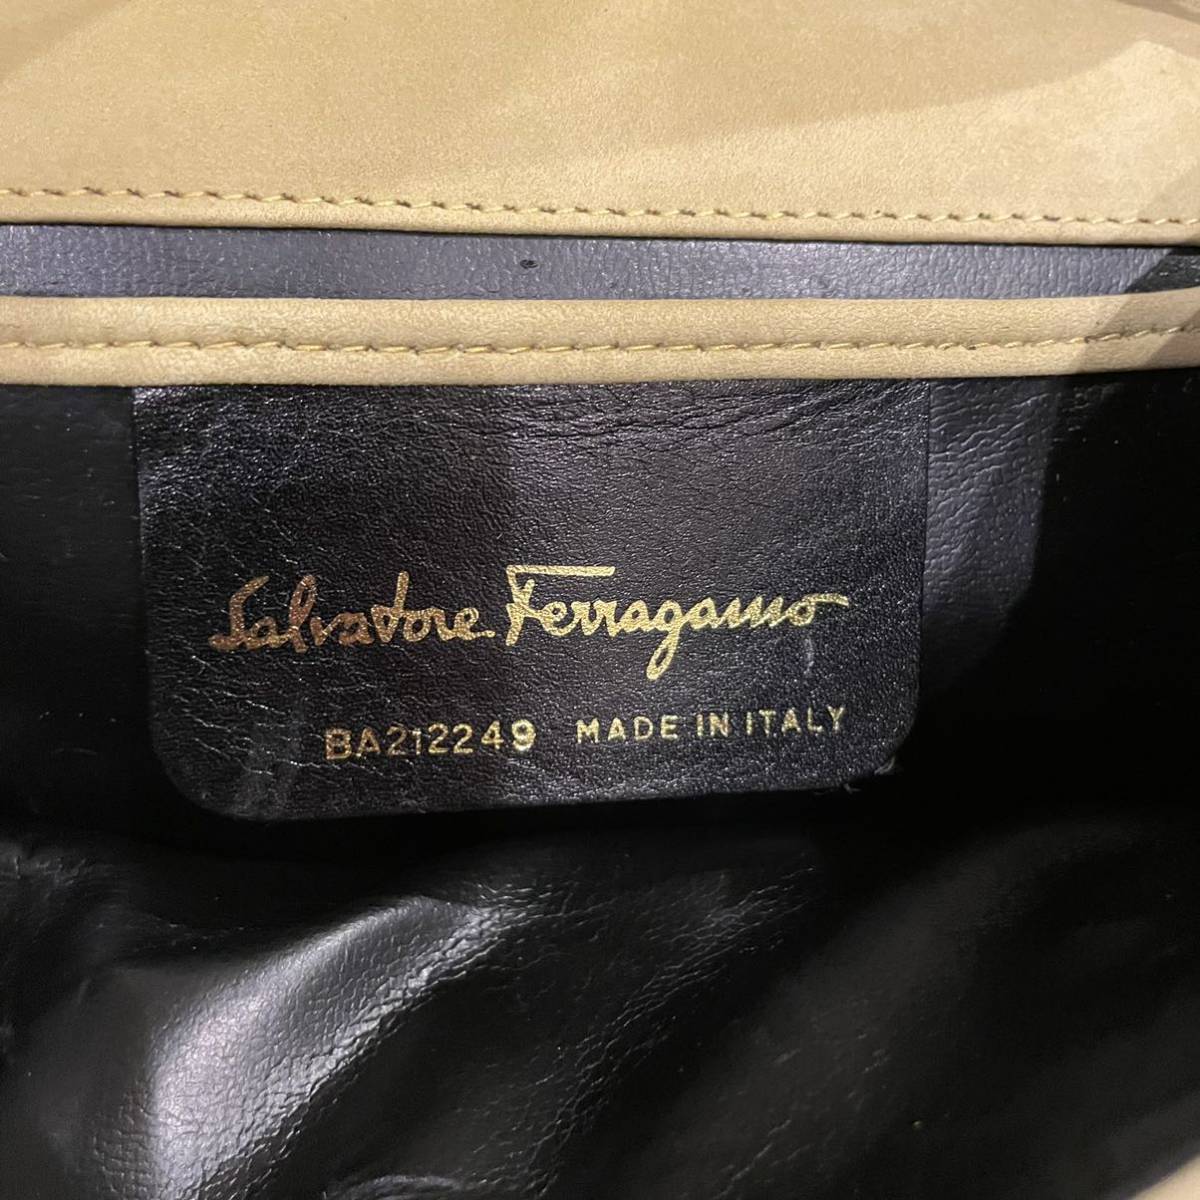 Salvatore Ferragamo
BA212249 MADE IN ITALY